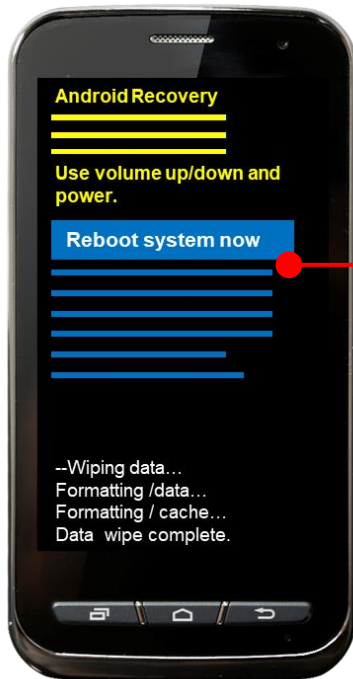 Android Recovery
Use volume up/down and
power.
Reboot system now
--Wiping data…
Formatting /data…
Formatting / cache…
Data wipe complete.